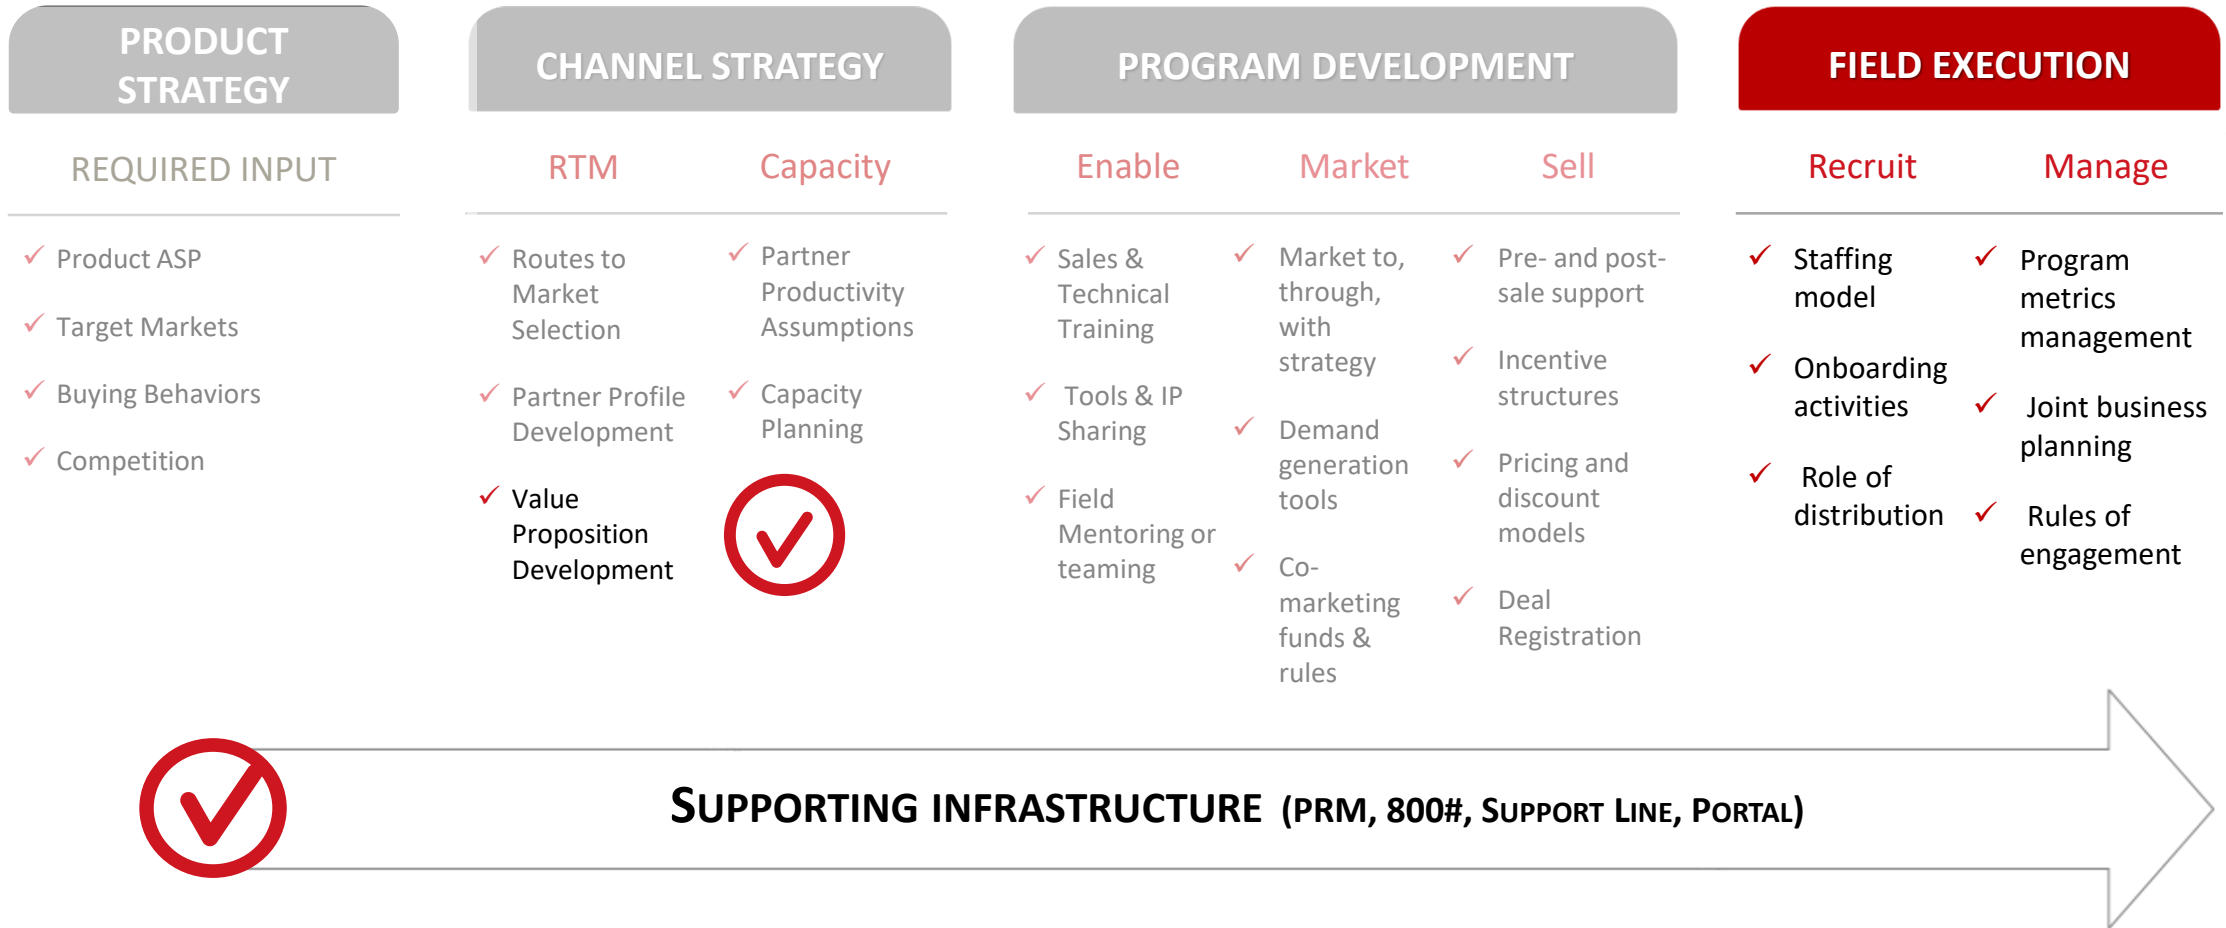 PRODUCT
STRATEGY
REQUIRED INPUT
Product ASP
Target Markets
Buying Behaviors
Competition
CHANNEL STRATEGY
RTM
Routes to
Market
Selection
Partner Profile
Development
Value
Proposition
Development
Capacity
Partner
Productivity
Assumptions
Capacity
Planning
PROGRAM DEVELOPMENT
Enable
Sales &
Technical
Training
Tools & IP
Sharing
Field
Mentoring or
teaming
Market
Market to,
through,
with
strategy
Demand
generation
tools
Co-
marketing
funds &
rules
Sell
Pre- and post-
sale support
Incentive
structures
Pricing and
discount
models
Deal
Registration
FIELD EXECUTION
Recruit
Staffing
model
Onboarding
activities
Role of
distribution
Manage
Program
metrics
management
Joint business
planning
Rules of
engagement
SUPPORTING INFRASTRUCTURE (PRM, 800#, SUPPORT LINE, PORTAL)